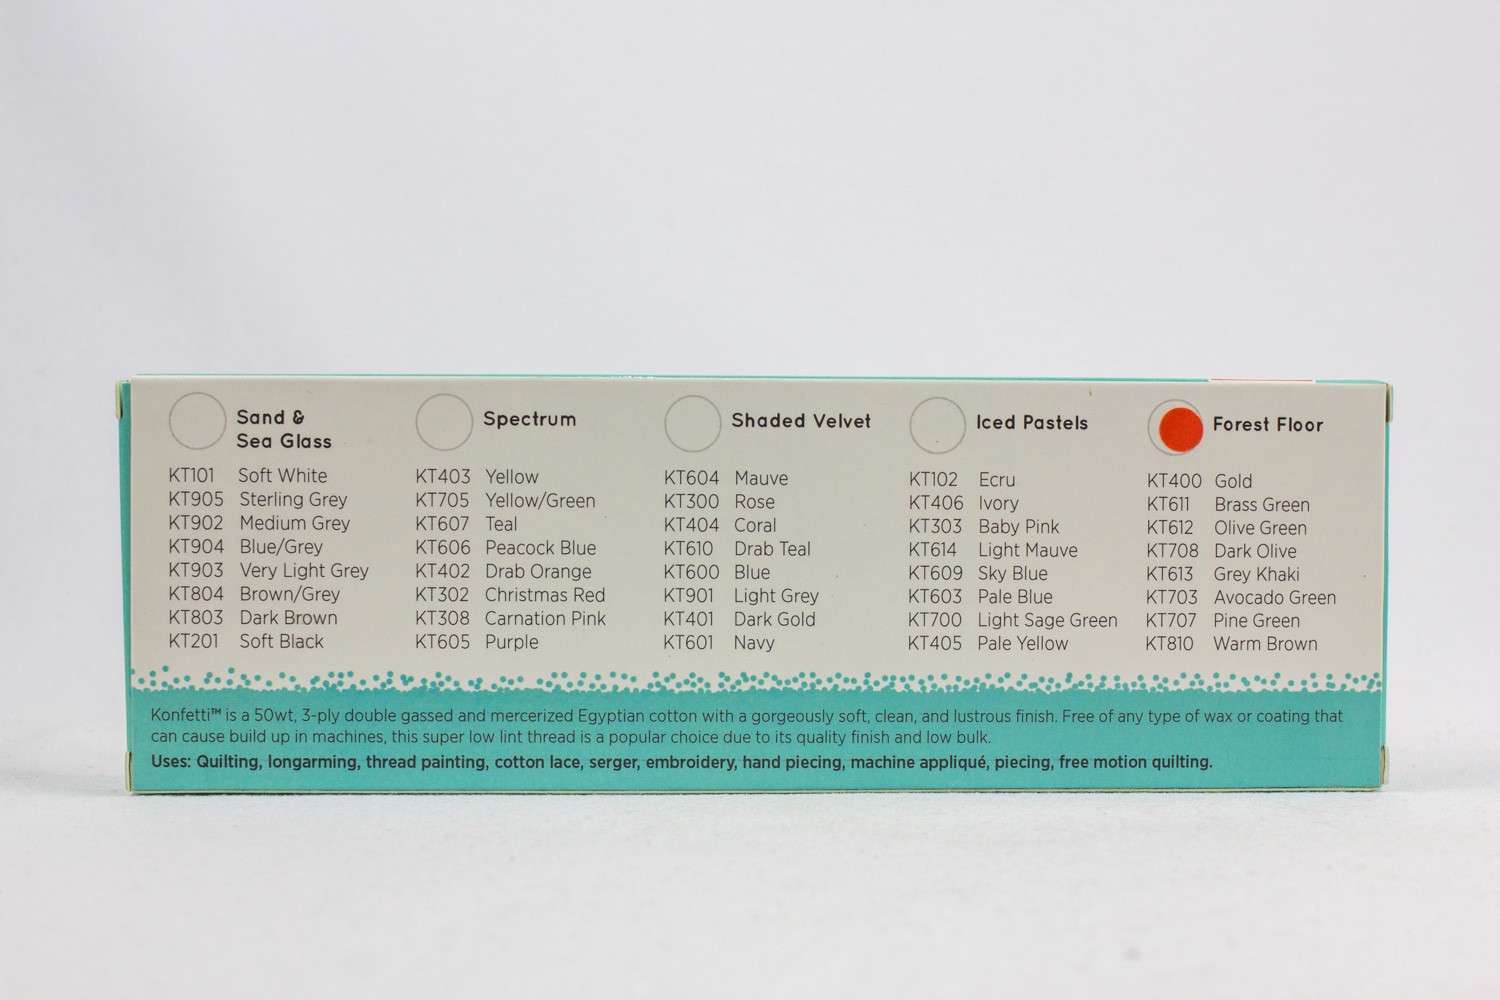 Sand &
Sea Glass
KT101 Soft White
KT905 Sterling Grey
KT902 Medium Grey
KT904 Blue/Grey
KT903 Very Light Grey
KT804 Brown/Grey
KT803 Dark Brown
KT201 Soft Black
Spectrum
KT403 Yellow
KT705 Yellow/Green
KT607 Teal
KT606 Peacock Blue
KT402 Drab Orange
KT302 Christmas Red
KT308 Carnation Pink
KT605 Purple
Shaded Velvet
KT604 Mauve
KT300 Rose
KT404 Coral
KT610 Drab Teal
KT600 Blue
KT901 Light Grey
KT401 Dark Gold
KT601 Navy
Iced Pastels
KT102 Ecru
KT406 Ivory
KT303 Baby Pink
KT614 Light Mauve
KT609 Sky Blue
KT603 Pale Blue
KT700 Light Sage Green
KT405 Pale Yellow
Forest Floor
KT400 Gold
KT611 Brass Green
KT612 Olive Green
KT708 Dark Olive
KT613 Grey Khaki
KT703 Avocado Green
KT707 Pine Green
KT810 Warm Brown
Konfetti™ is a 50wt, 3-ply double gassed and mercerized Egyptian cotton with a gorgeously soft, clean, and lustrous finish. Free of any type of wax or coating that
can cause build up in machines, this super low lint thread is a popular choice due to its quality finish and low bulk.
Uses: Quilting, longarming, thread painting, cotton lace, serger, embroidery, hand piecing, machine appliqué, piecing, free motion quilting.